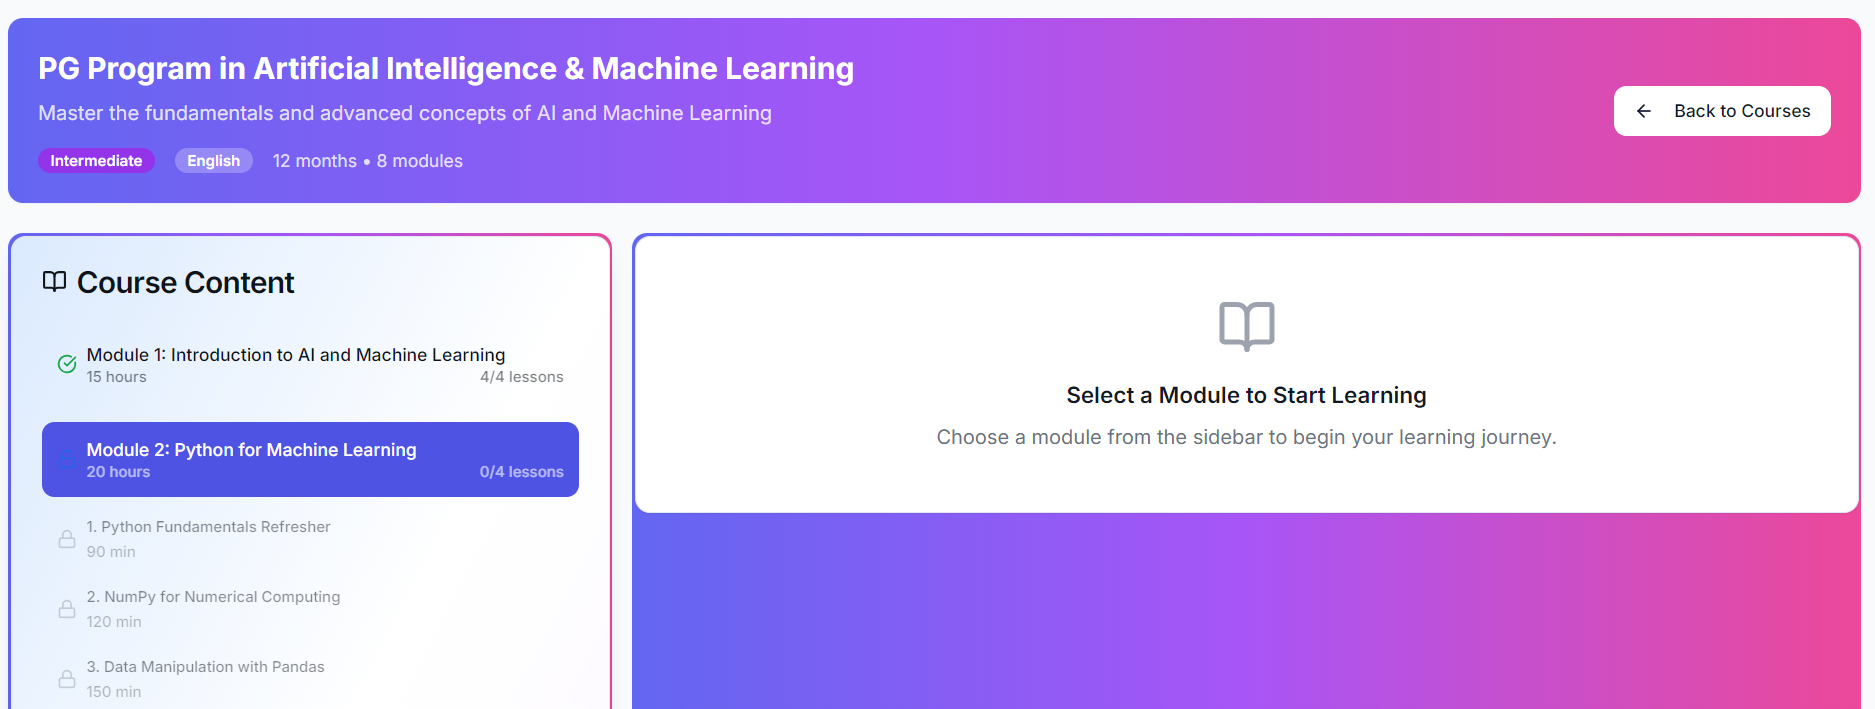 PG Program in Artificial Intelligence & Machine Learning
Master the fundamentals and advanced concepts of AI and Machine Learning
Intermediate English 12 months • 8 modules
Back to Courses
Course Content
Module 1: Introduction to AI and Machine Learning
15 hours 4/4 lessons
Module 2: Python for Machine Learning
20 hours 0/4 lessons
1. Python Fundamentals Refresher
90 min
2. NumPy for Numerical Computing
120 min
3. Data Manipulation with Pandas
150 min
Select a Module to Start Learning
Choose a module from the sidebar to begin your learning journey.